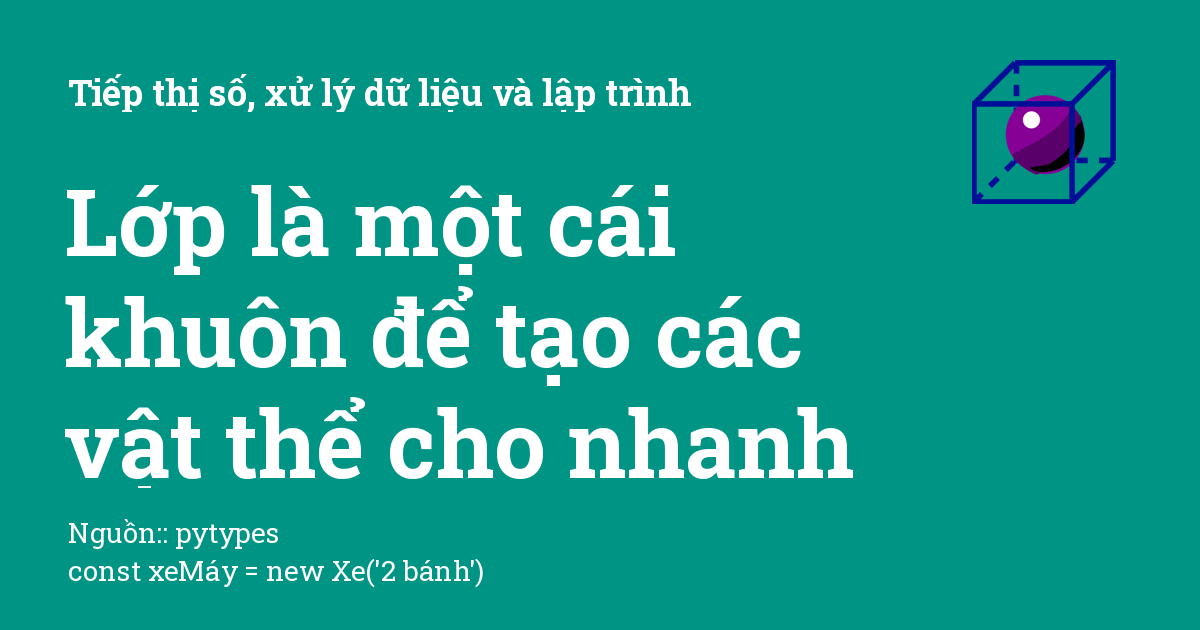 Tiếp thị số, xử lý dữ liệu và lập trình
Lớp là một cái
khuôn để tạo các
vật thể cho nhanh
Nguồn:: pytypes
const xeMáy = new Xe('2 bánh')